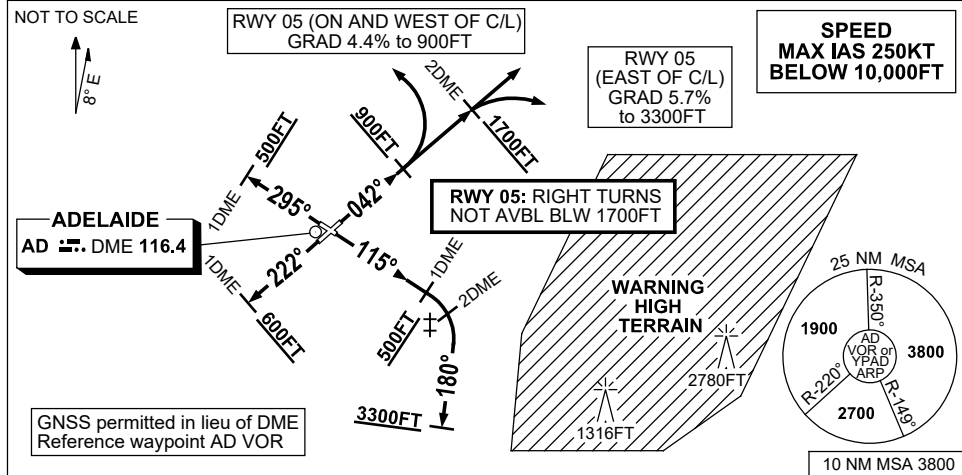 NOT TO SCALE
8° E
RWY 05 (ON AND WEST OF C/L)
GRAD 4.4% to 900FT
RWY 05
(EAST OF C/L)
GRAD 5.7%
to 3300FT
SPEED
MAX IAS 250KT
BELOW 10,000FT
2DME
900FT
1700FT
500FT
1DME
295°
042°
RWY 05: RIGHT TURNS
NOT AVBL BLW 1700FT
ADELAIDE
AD DME 116.4
1DME
222°
600FT
115°
1DME
2DME
500FT
180°
3300FT
WARNING
HIGH
TERRAIN
2780FT
1316FT
25 NM MSA
R-350°
1900
3800
AD
VOR or
YPAD
ARP
R-220°
R-149°
2700
10 NM MSA 3800
GNSS permitted in lieu of DME
Reference waypoint AD VOR